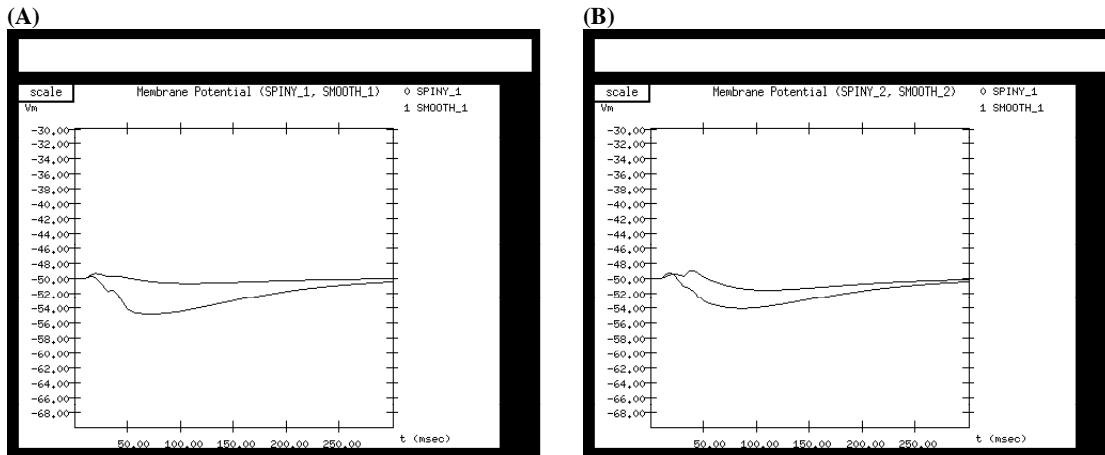 (A)
scale
Membrane Potential (SPINY_1, SMOOTH_1)
0 SPINY_1
Vm
1 SMOOTH_1
-30.00
-32.00
-34.00
-36.00
-38.00
-40.00
-42.00
-44.00
-46.00
-48.00
-50.00
-52.00
-54.00
-56.00
-58.00
-60.00
-62.00
-64.00
-66.00
-68.00
50.00 100.00 150.00 200.00 250.00
t (msec)
(B)
scale
Membrane Potential (SPINY_2, SMOOTH_2)
0 SPINY_1
Vm
1 SMOOTH_1
-30.00
-32.00
-34.00
-36.00
-38.00
-40.00
-42.00
-44.00
-46.00
-48.00
-50.00
-52.00
-54.00
-56.00
-58.00
-60.00
-62.00
-64.00
-66.00
-68.00
50.00 100.00 150.00 200.00 250.00
t (msec)